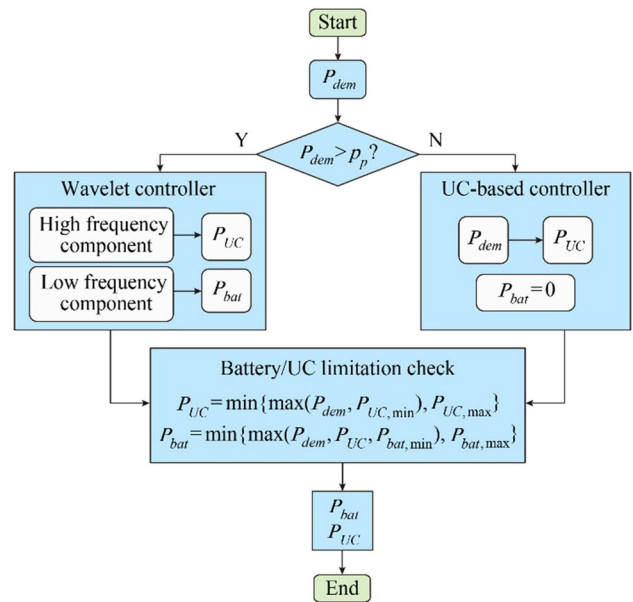 Start
P_dem
Y
P_dem > p_p?
N
Wavelet controller
High frequency
component
P_UC
Low frequency
component
P_bat
UC-based controller
P_dem
P_UC
P_bat = 0
Battery/UC limitation check
P_UC = min{max(P_dem, P_UC, min), P_UC, max}
P_bat = min{max(P_dem, P_UC, P_bat, min), P_bat, max}
P_bat
P_UC
End